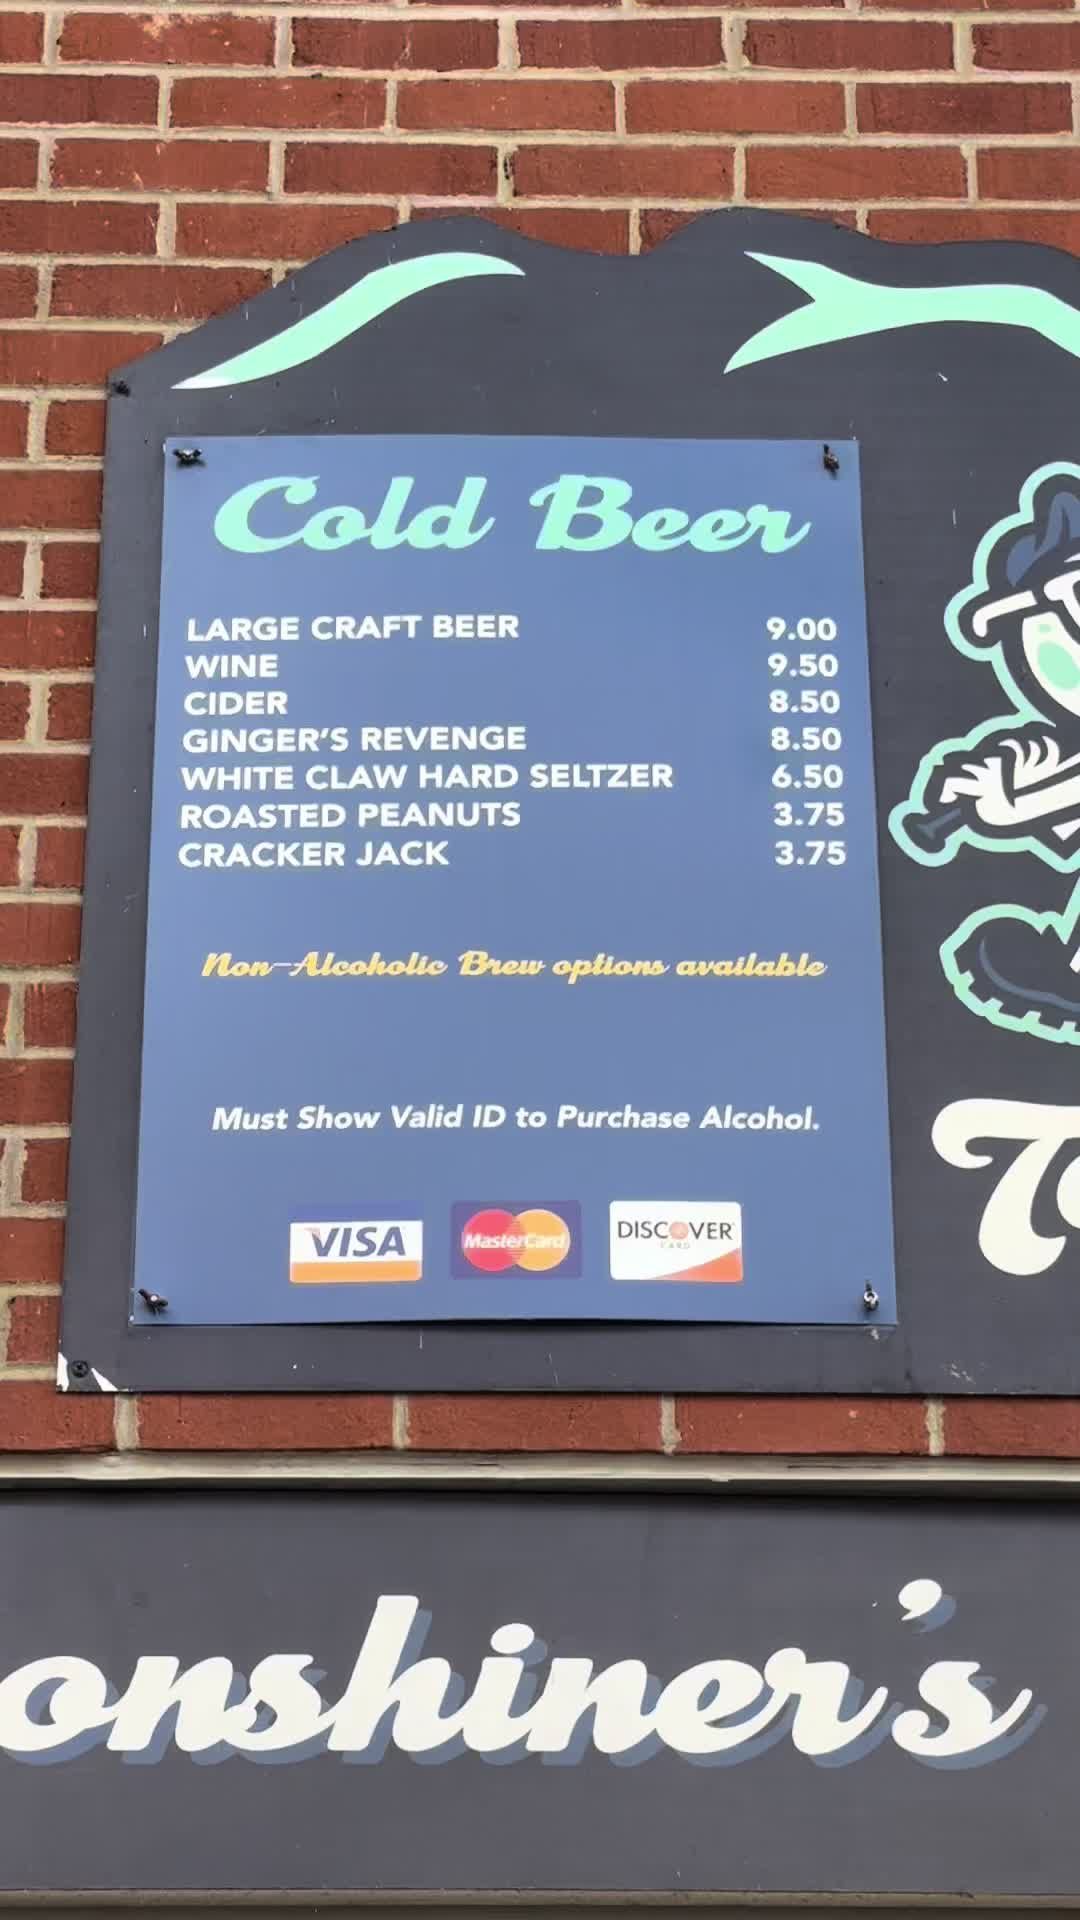 Cold Beer
LARGE CRAFT BEER 9.00
WINE 9.50
CIDER 8.50
GINGER'S REVENGE 8.50
WHITE CLAW HARD SELTZER 6.50
ROASTED PEANUTS 3.75
CRACKER JACK 3.75
Non-Alcoholic Brew options available
Must Show Valid ID to Purchase Alcohol.
VISA MasterCard DISCOVER CARD
onshiner's